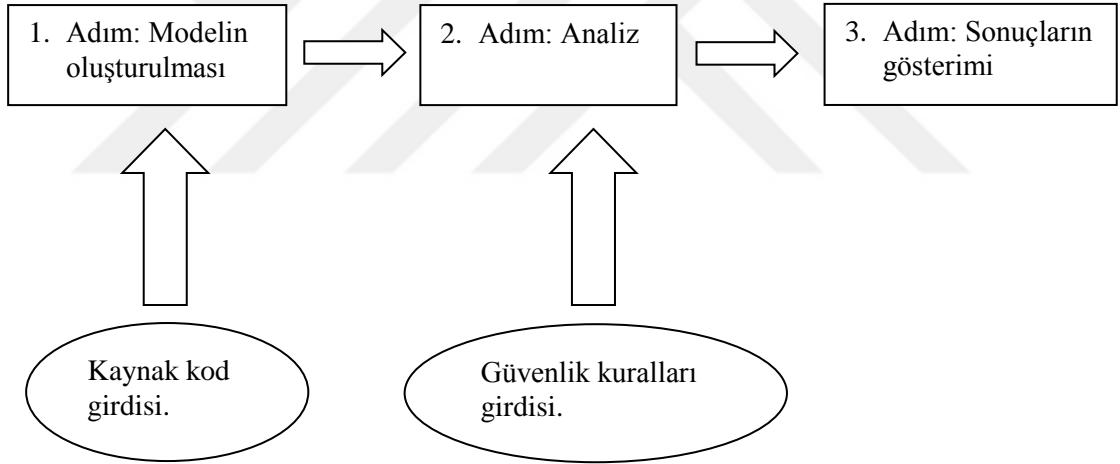 1. Adım: Modelin
oluşturulması
2. Adım: Analiz
3. Adım: Sonuçların
gösterimi
Kaynak kod
girdisi.
Güvenlik kuralları
girdisi.